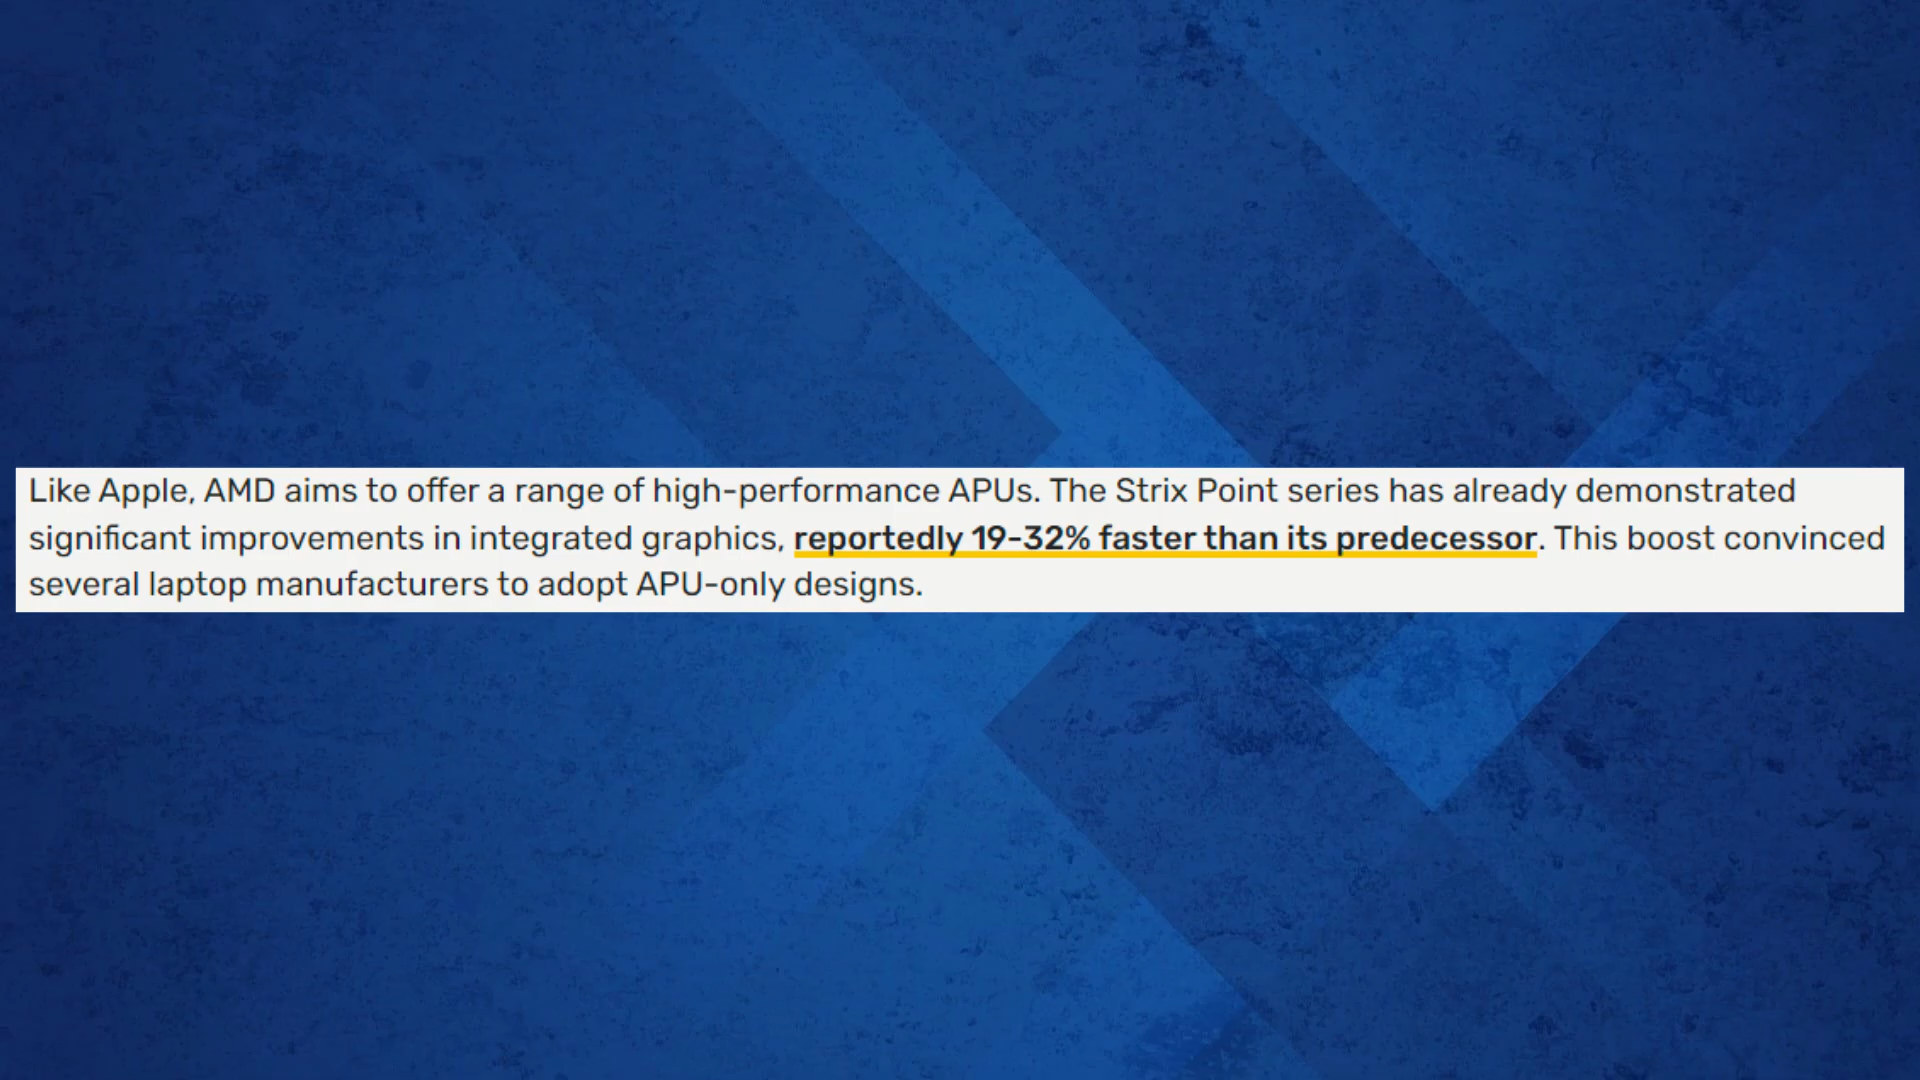 Like Apple, AMD aims to offer a range of high-performance APUs. The Strix Point series has already demonstrated
significant improvements in integrated graphics, reportedly 19-32% faster than its predecessor. This boost convinced
several laptop manufacturers to adopt APU-only designs.